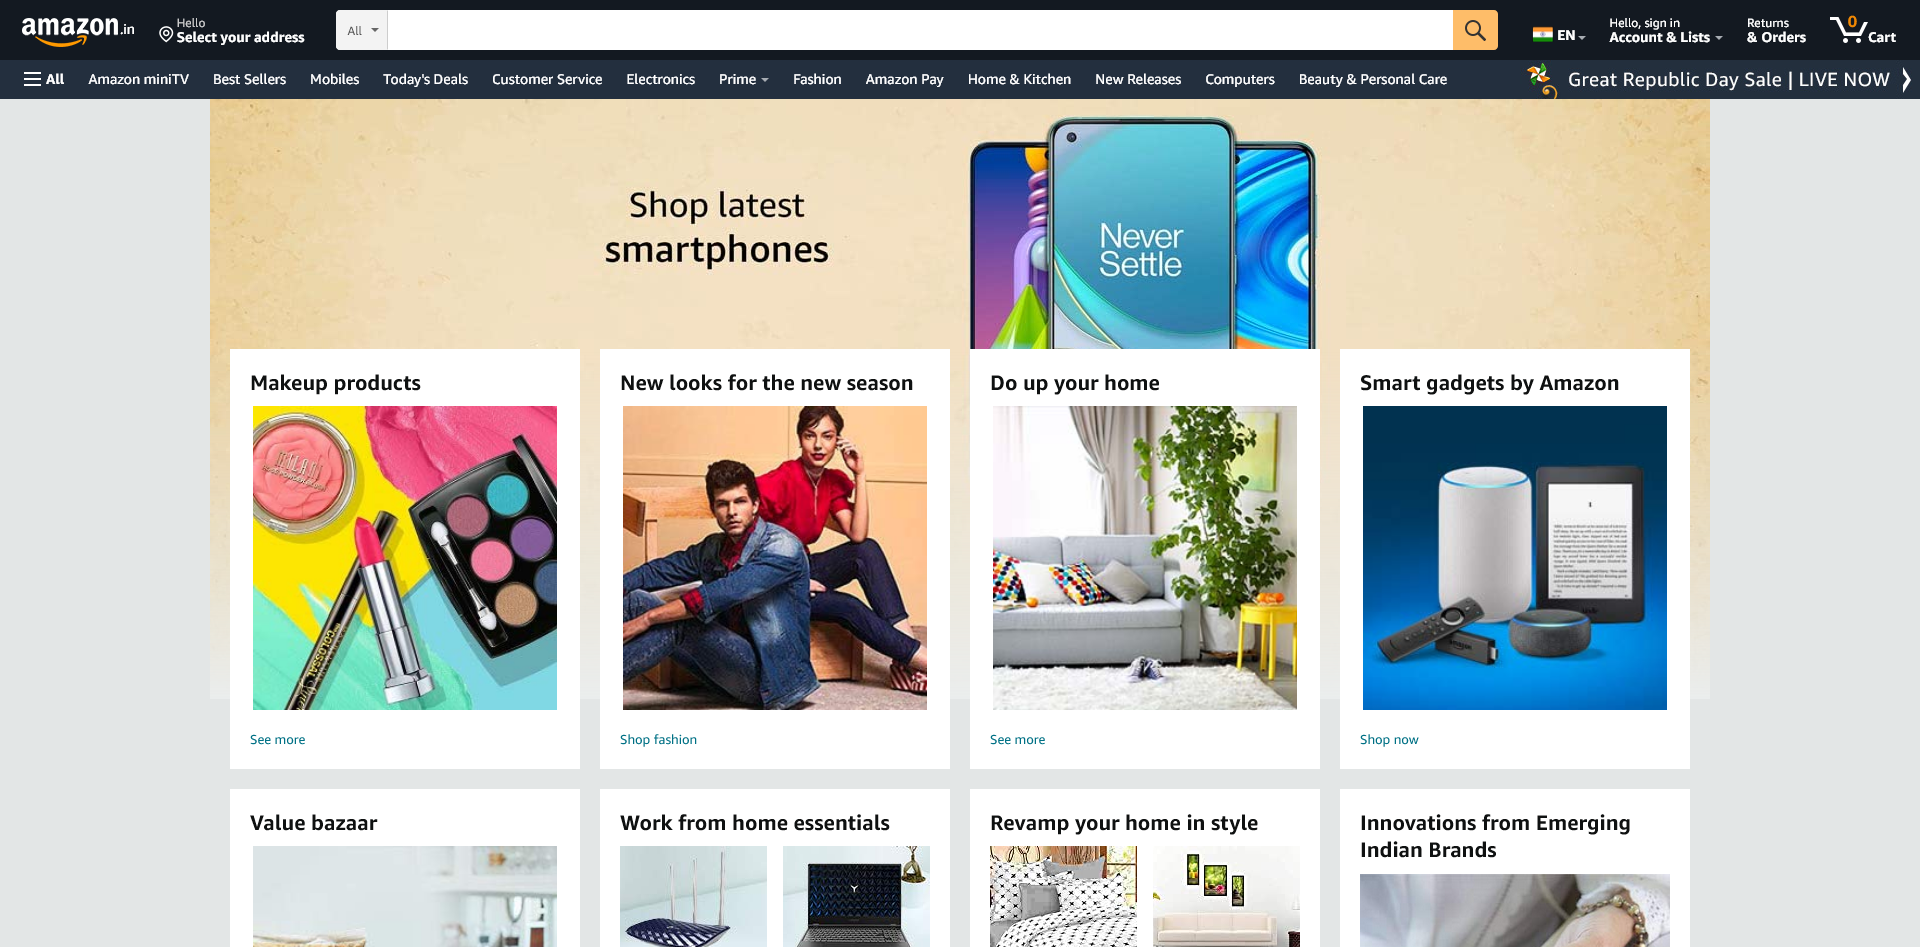 amazon.in
Hello
Select your address
All
EN
Hello, sign in
Account & Lists
Returns
& Orders
0
Cart
All
Amazon miniTV
Best Sellers
Mobiles
Today's Deals
Customer Service
Electronics
Prime
Fashion
Amazon Pay
Home & Kitchen
New Releases
Computers
Beauty & Personal Care
Great Republic Day Sale | LIVE NOW
Shop latest
smartphones
Never
Settle
Makeup products
New looks for the new season
Do up your home
Smart gadgets by Amazon
MILANI
COLOSSAL
See more
Shop fashion
See more
Shop now
Value bazaar
Work from home essentials
Revamp your home in style
Innovations from Emerging
Indian Brands